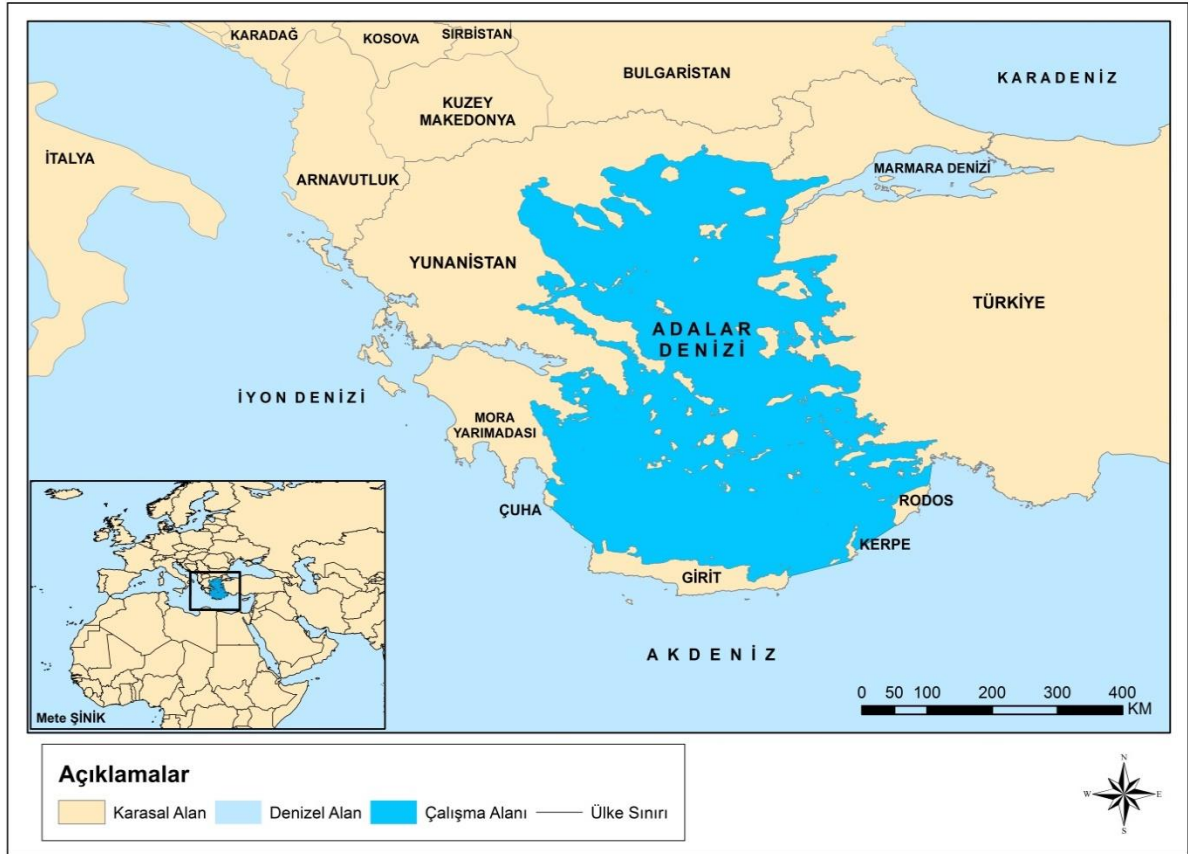 KARADAĞ
KOSOVA
SIRBİSTAN
BULGARİSTAN
KARADENİZ
KUZEY
MAKEDONYA
İTALYA
ARNAVUTLUK
MARMARA DENİZİ
YUNANİSTAN
TÜRKİYE
ADALAR
DENİZİ
İYON DENİZİ
MORA
YARIMADASI
ÇUHA
RODOS
KERPE
GİRİT
AKDENİZ
0 50 100 200 300 400
KM
Mete ŞİNİK
Açıklamalar
Karasal Alan Denizel Alan Çalışma Alanı Ülke Sınırı
N
W E
S